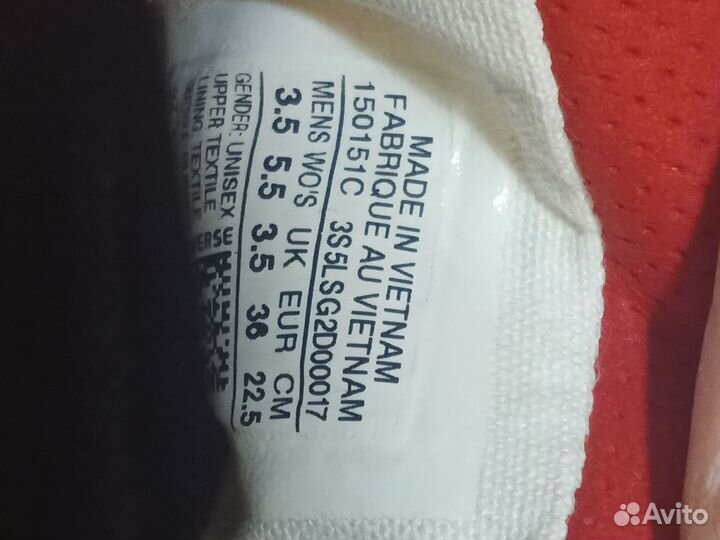 MADE IN VIETNAM
FABRIQUE AU VIETNAM
150151C 3S5LSG2D00017
MENS WO'S UK EUR CM
3.5 5.5 3.5 36 22.5
GENDER: UNISEX
UPPER TEXTILE
LINING TEXTILE
Avito